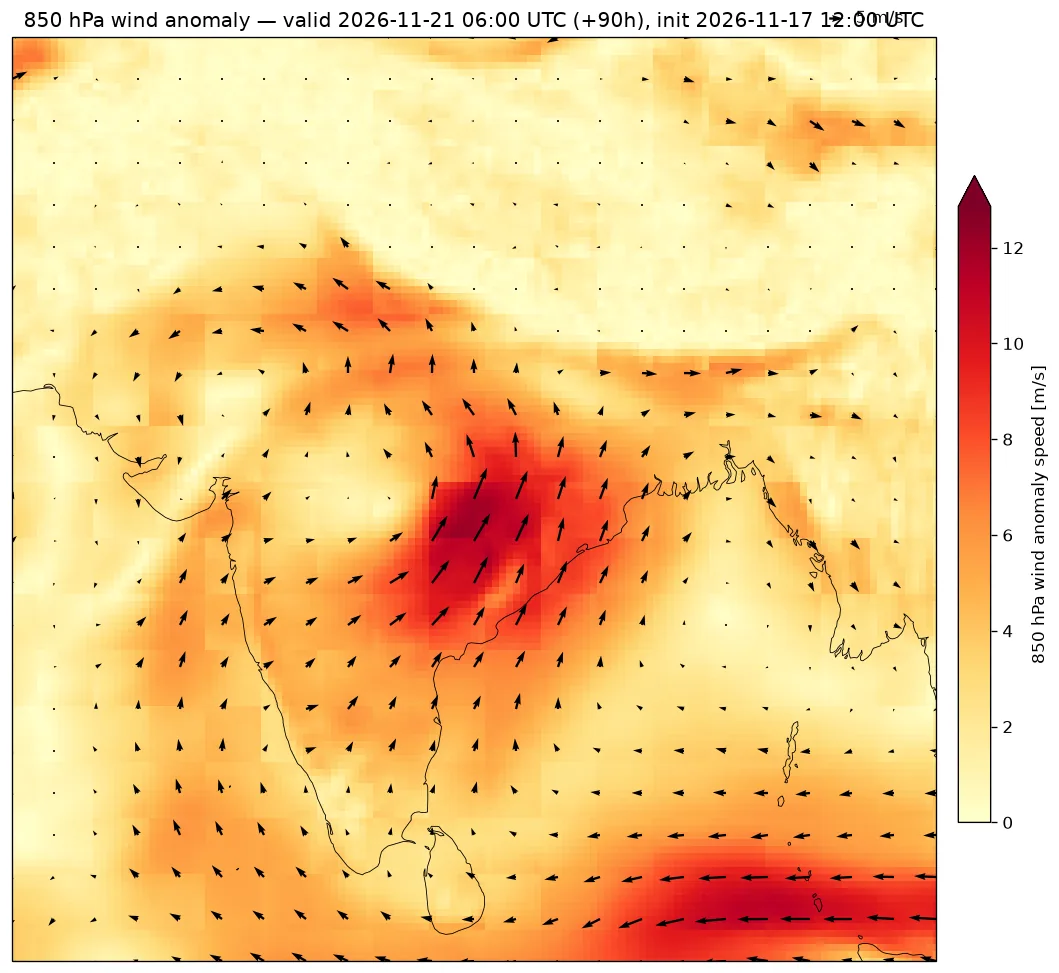 850 hPa wind anomaly — valid 2026-11-21 06:00 UTC (+90h), init 2026-11-17 12:00 UTC
5 m/s
12
10
8
6
4
2
0
850 hPa wind anomaly speed [m/s]